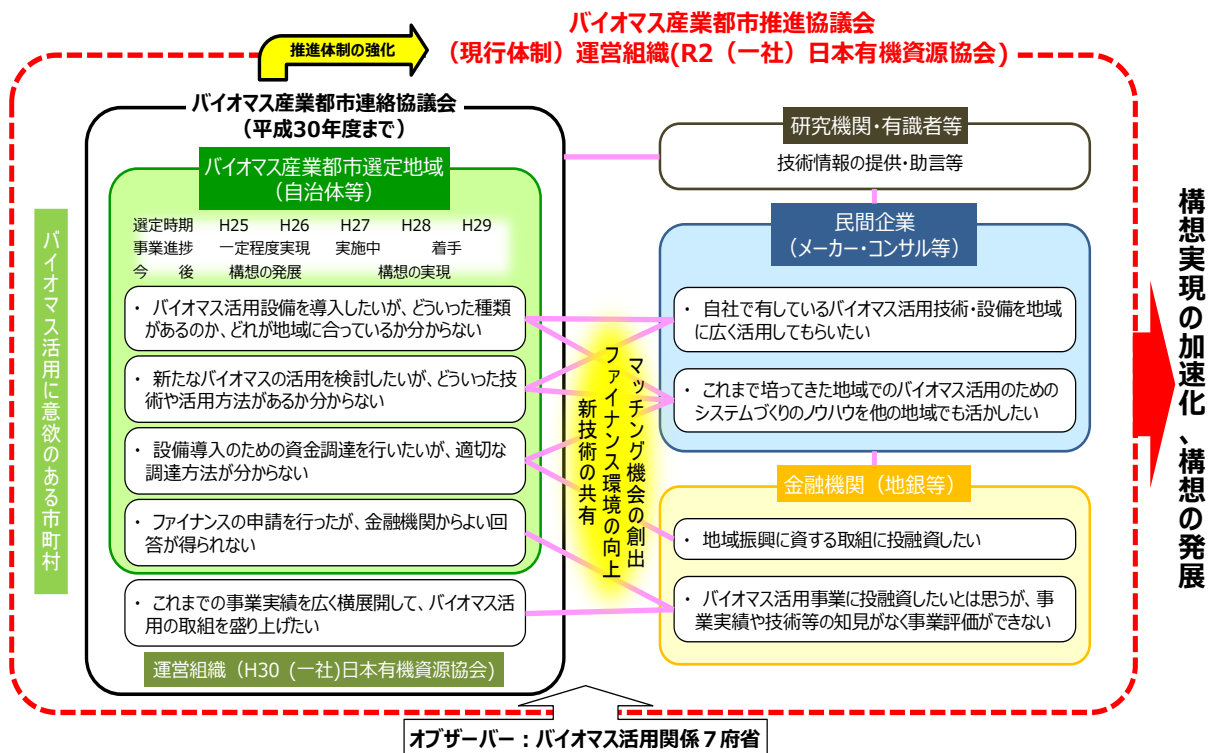 バイオマス産業都市推進協議会
（現行体制）運営組織(R2（一社）日本有機資源協会)
推進体制の強化
バイオマス産業都市連絡協議会
（平成30年度まで）
バイオマス産業都市選定地域
（自治体等）
選定時期 H25 H26 H27 H28 H29
事業進捗 一定程度実現 実施中 着手
今 後 構想の発展 構想の実現
・ バイオマス活用設備を導入したいが、どういった種類
があるのか、どれが地域に合っているか分からない
・ 新たなバイオマスの活用を検討したいが、どういった技
術や活用方法があるか分からない
・ 設備導入のための資金調達を行いたいが、適切な
調達方法が分からない
・ ファイナンスの申請を行ったが、金融機関からよい回
答が得られない
・ これまでの事業実績を広く横展開して、バイオマス活
用の取組を盛り上げたい
運営組織（H30 (一社)日本有機資源協会)
バイオマス活用に意欲のある市町村
マッチング機会の創出
ファイナンス環境の向上
新技術の共有
研究機関・有識者等
技術情報の提供・助言等
民間企業
（メーカー・コンサル等）
・ 自社で有しているバイオマス活用技術・設備を地域
に広く活用してもらいたい
・ これまで培ってきた地域でのバイオマス活用のための
システムづくりのノウハウを他の地域でも活かしたい
金融機関（地銀等）
・ 地域振興に資する取組に投融資したい
・ バイオマス活用事業に投融資したいとは思うが、事
業実績や技術等の知見がなく事業評価ができない
構想実現の加速化、構想の発展
オブザーバー：バイオマス活用関係７府省